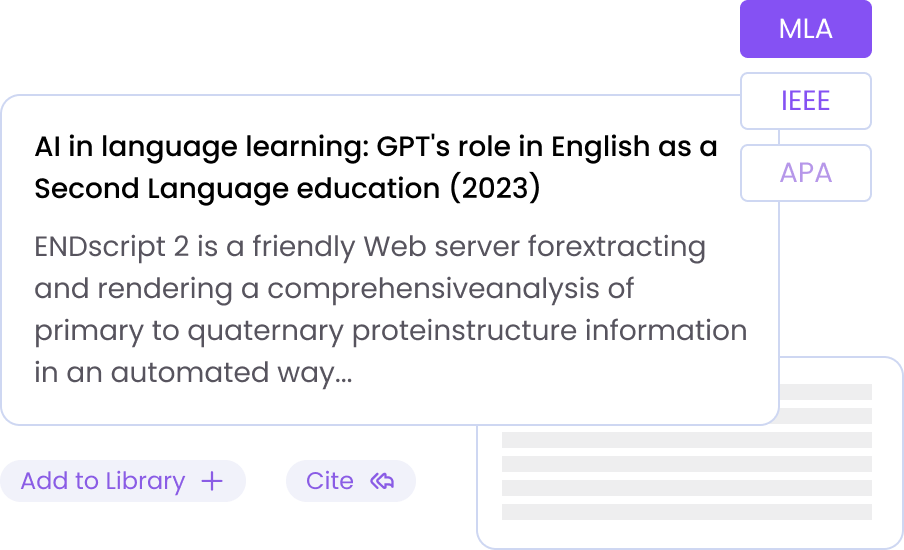 MLA
IEEE
APA
AI in language learning: GPT's role in English as a
Second Language education (2023)
ENDscript 2 is a friendly Web server forextracting
and rendering a comprehensiveanalysis of
primary to quaternary proteinstructure information
in an automated way...
Add to Library
Cite